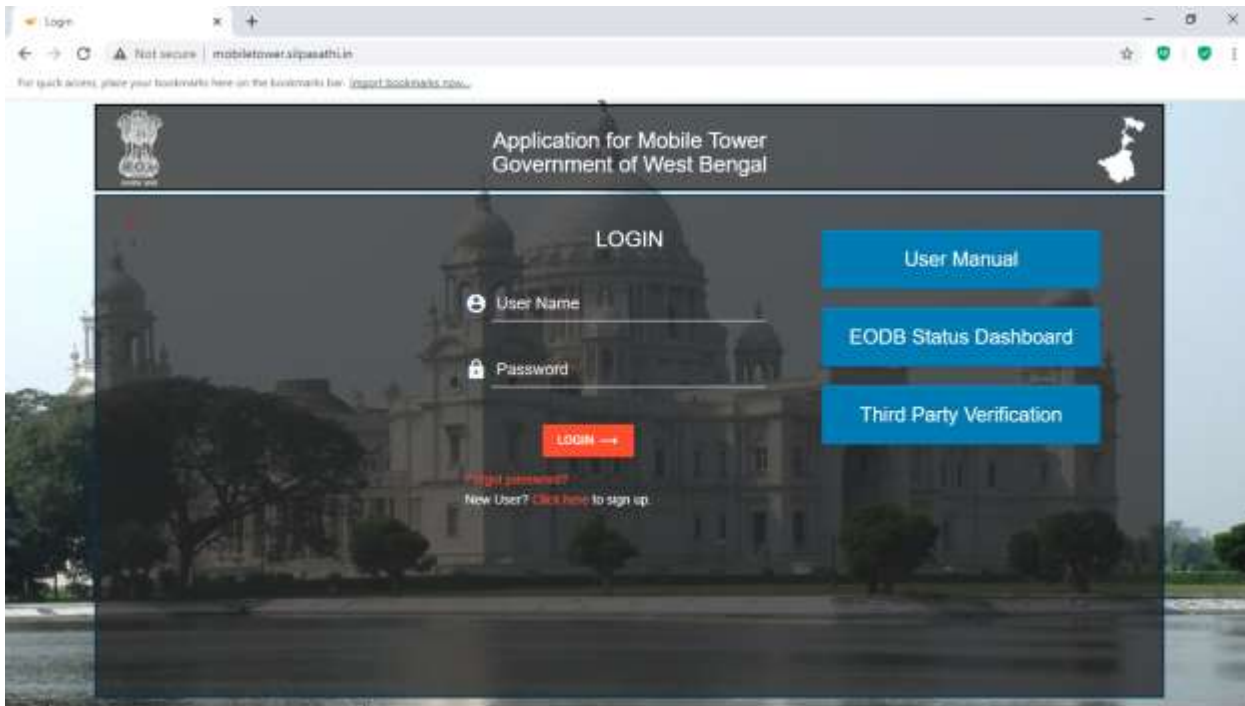 Login
Not secure | mobiletower.silpasathi.in
For quick access, place your bookmarks here on the bookmarks bar. Import bookmarks now...
Application for Mobile Tower
Government of West Bengal
LOGIN
User Name
Password
LOGIN →
Forgot password?
New User? Click here to sign up.
User Manual
EODB Status Dashboard
Third Party Verification